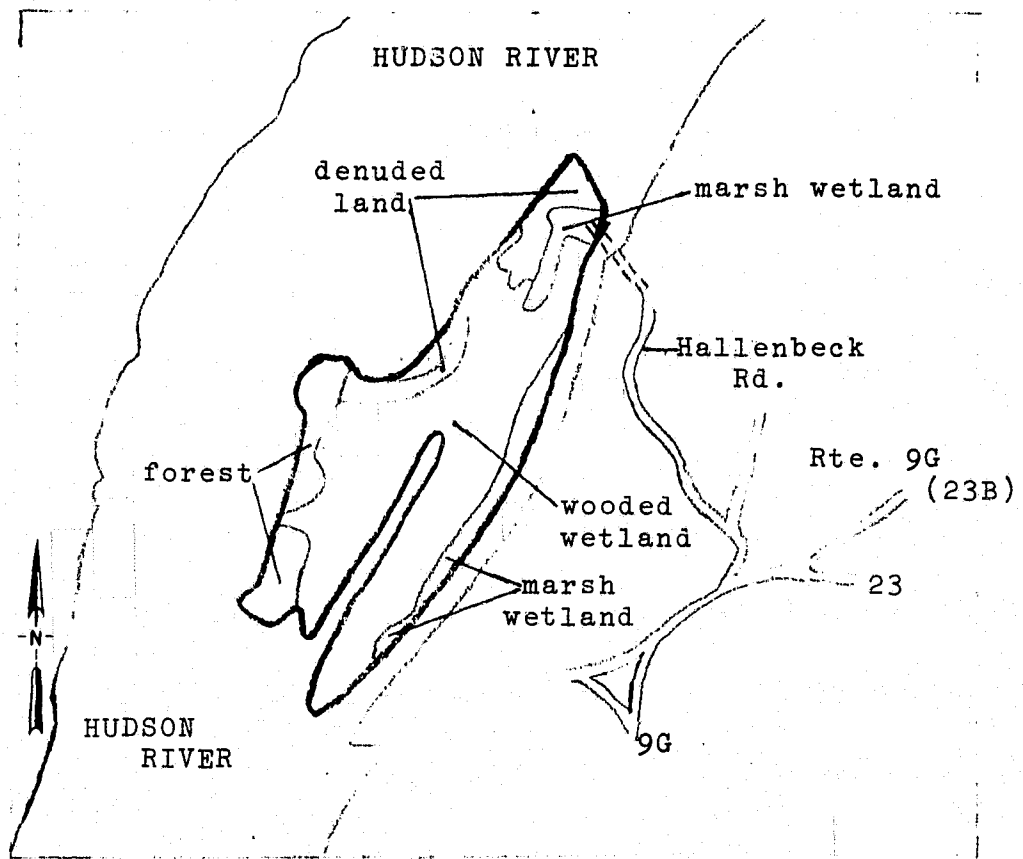 HUDSON RIVER
denuded
land
marsh wetland
Hallenbeck
Rd.
Rte. 9G
(23B)
forest
wooded
wetland
marsh
wetland
23
-N-
HUDSON
RIVER
9G